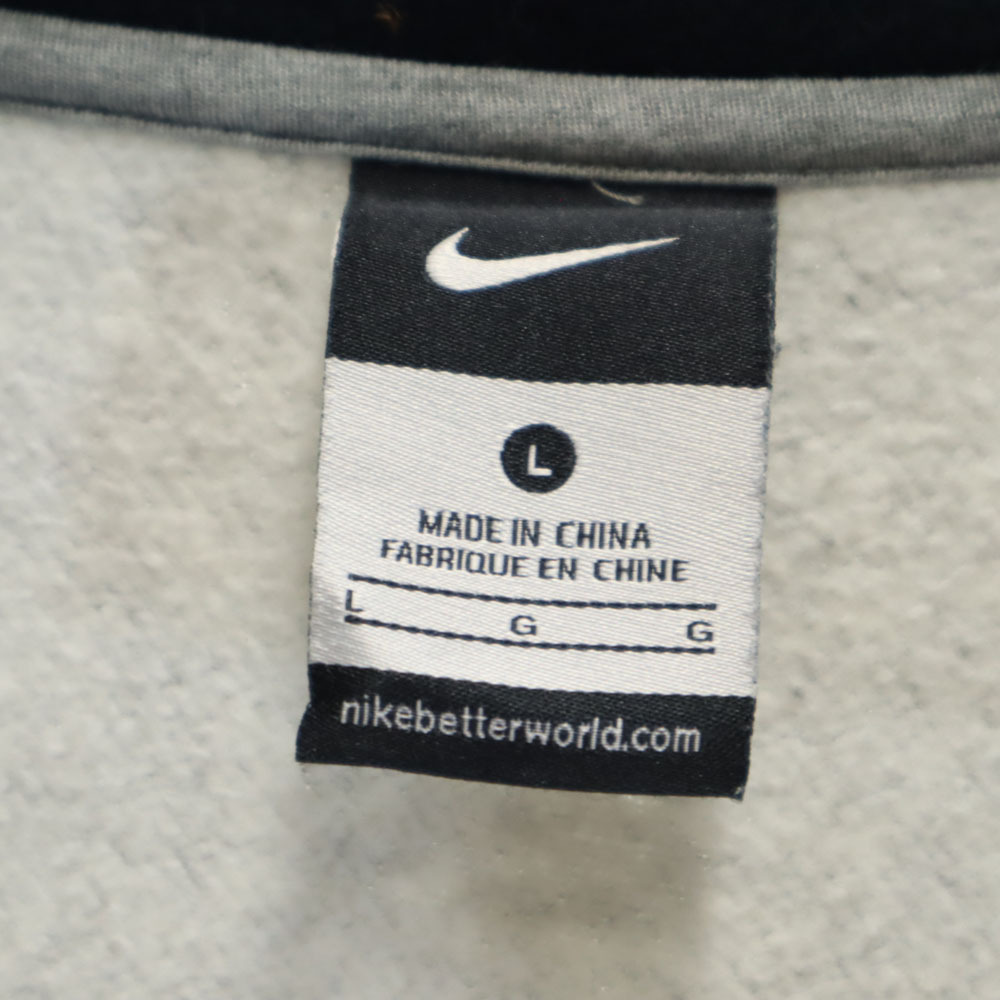 L
MADE IN CHINA
FABRIQUE EN CHINE
L G G
nikebetterworld.com